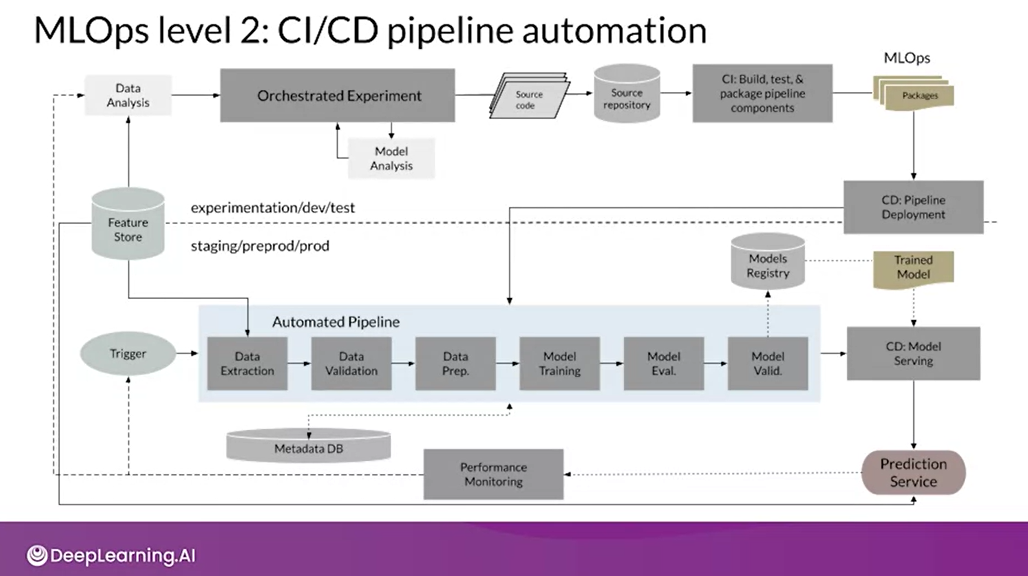 MLOps level 2: CI/CD pipeline automation
MLOps
Data
Analysis
Orchestrated Experiment
Source
code
Source
repository
CI: Build, test, &
package pipeline
components
Packages
Model
Analysis
Feature
Store
experimentation/dev/test
staging/preprod/prod
CD: Pipeline
Deployment
Models
Registry
Trained
Model
Automated Pipeline
Trigger
Data
Extraction
Data
Validation
Data
Prep.
Model
Training
Model
Eval.
Model
Valid.
CD: Model
Serving
Metadata DB
Performance
Monitoring
Prediction
Service
DeepLearning.AI